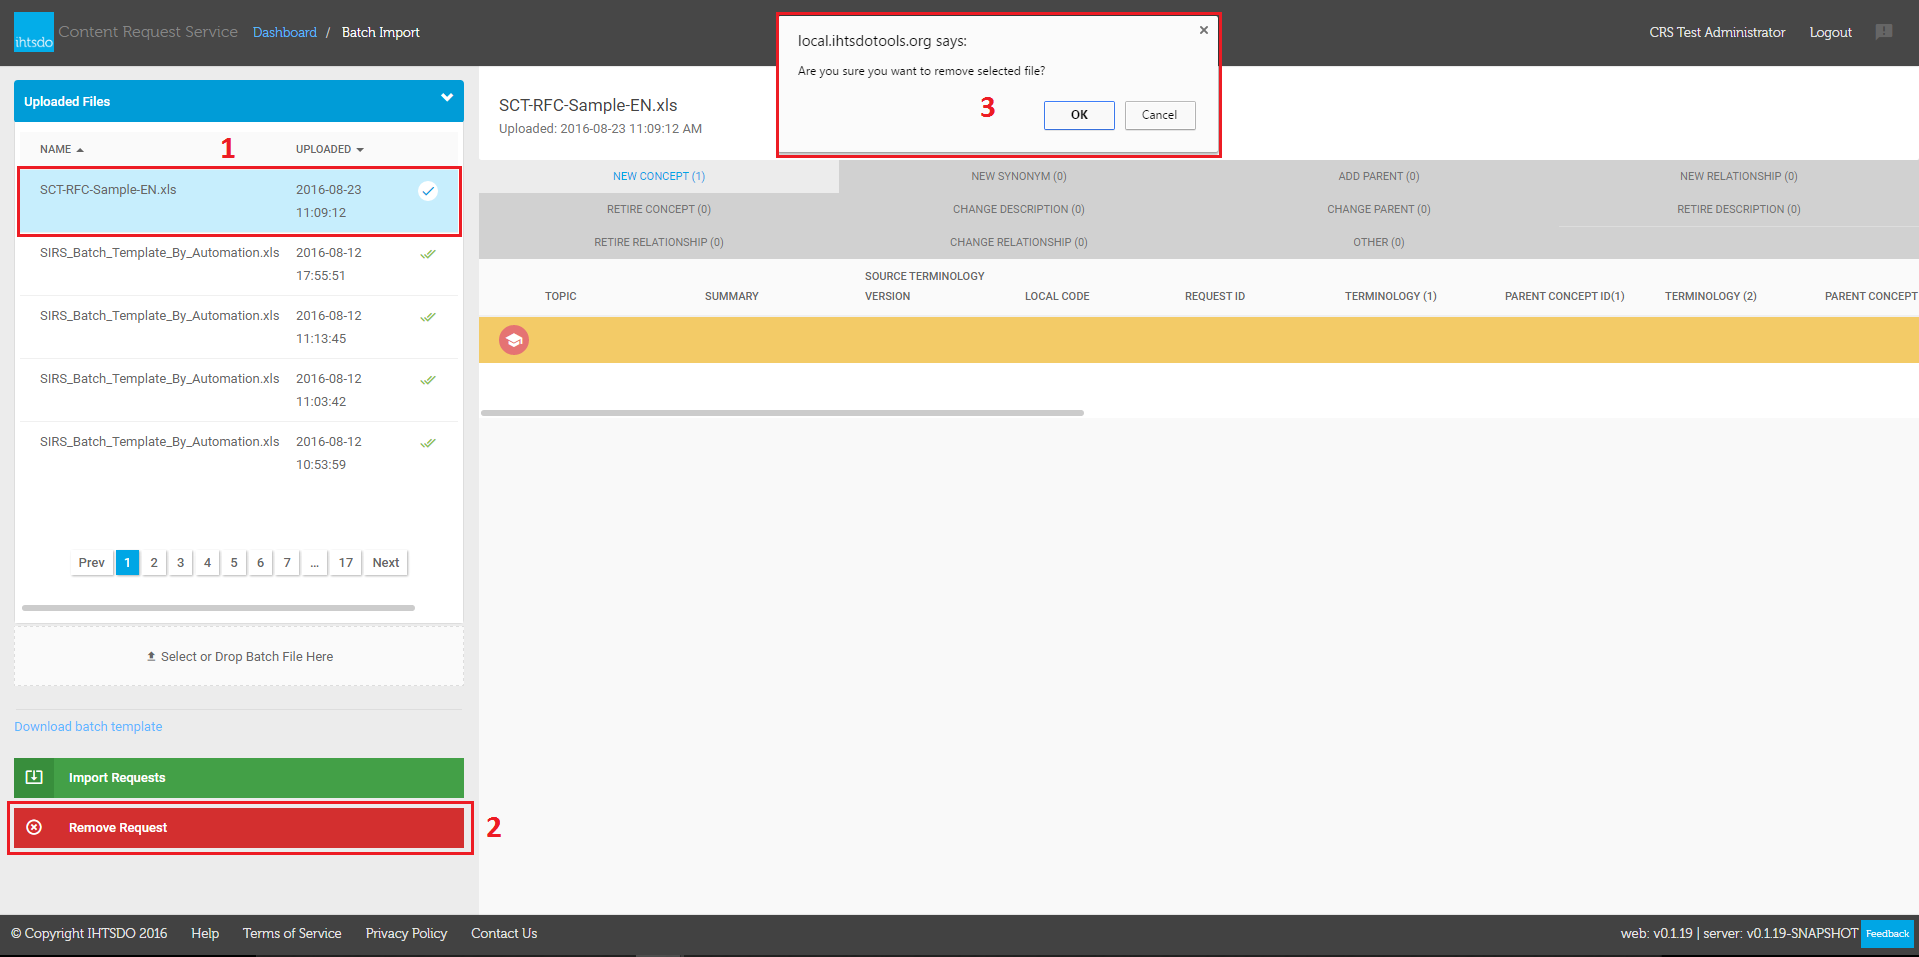 ihtsdo
Content Request Service Dashboard / Batch Import
CRS Test Administrator Logout
local.ihtsdotools.org says:
Are you sure you want to remove selected file?
3
OK Cancel
Uploaded Files
NAME 1 UPLOADED
SCT-RFC-Sample-EN.xls 2016-08-23
11:09:12
SIRS_Batch_Template_By_Automation.xls 2016-08-12
17:55:51
SIRS_Batch_Template_By_Automation.xls 2016-08-12
11:13:45
SIRS_Batch_Template_By_Automation.xls 2016-08-12
11:03:42
SIRS_Batch_Template_By_Automation.xls 2016-08-12
10:53:59
Prev 1 2 3 4 5 6 7 ... 17 Next
Select or Drop Batch File Here
Download batch template
Import Requests
Remove Request
2
SCT-RFC-Sample-EN.xls
Uploaded: 2016-08-23 11:09:12 AM
NEW CONCEPT (1) NEW SYNONYM (0) ADD PARENT (0) NEW RELATIONSHIP (0)
RETIRE CONCEPT (0) CHANGE DESCRIPTION (0) CHANGE PARENT (0) RETIRE DESCRIPTION (0)
RETIRE RELATIONSHIP (0) CHANGE RELATIONSHIP (0) OTHER (0)
SOURCE TERMINOLOGY
TOPIC SUMMARY VERSION LOCAL CODE REQUEST ID TERMINOLOGY (1) PARENT CONCEPT ID(1) TERMINOLOGY (2) PARENT CONCEPT
© Copyright IHTSDO 2016 Help Terms of Service Privacy Policy Contact Us
web: v0.1.19 | server: v0.1.19-SNAPSHOT Feedback